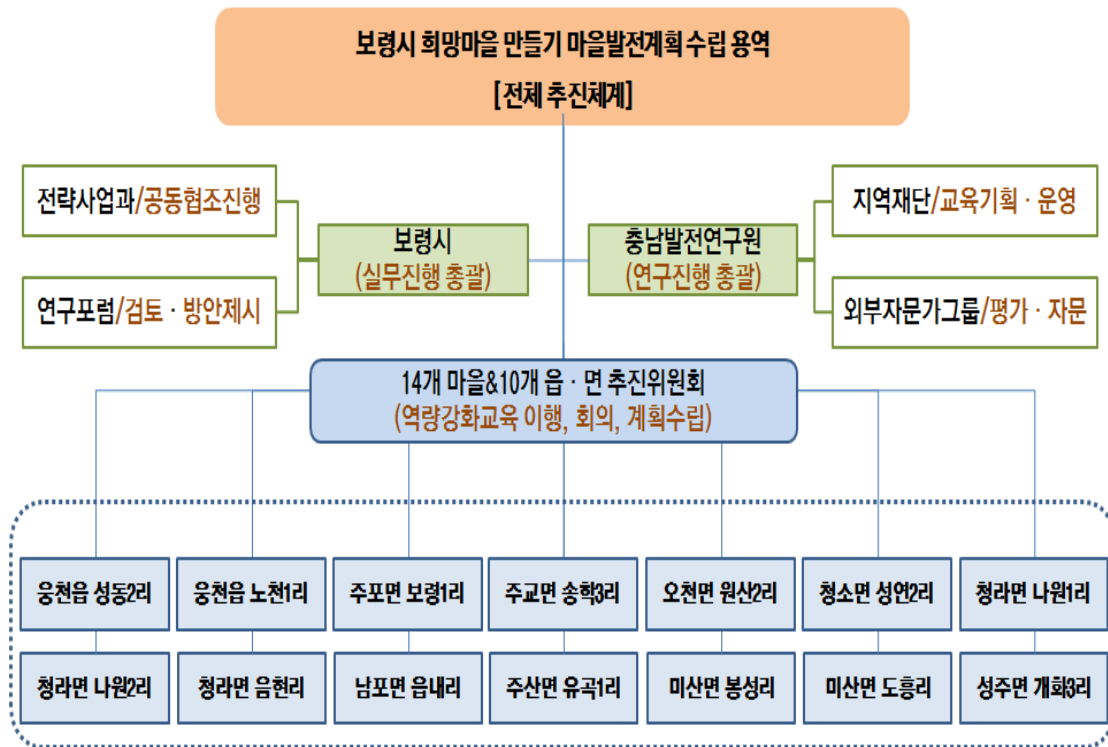 보령시 희망마을 만들기 마을발전계획 수립 용역
[전체 추진체계]
전략사업과/공동협조진행
연구포럼/검토 · 방안제시
보령시
(실무진행 총괄)
충남발전연구원
(연구진행 총괄)
지역재단/교육기획 · 운영
외부자문가그룹/평가 · 자문
14개 마을&10개 읍 · 면 추진위원회
(역량강화교육 이행, 회의, 계획수립)
웅천읍 성동2리
웅천읍 노천1리
주포면 보령1리
주교면 송학3리
오천면 원산2리
청소면 성연2리
청라면 나원1리
청라면 나원2리
청라면 음현리
남포면 읍내리
주산면 유곡1리
미산면 봉성리
미산면 도흥리
성주면 개화3리